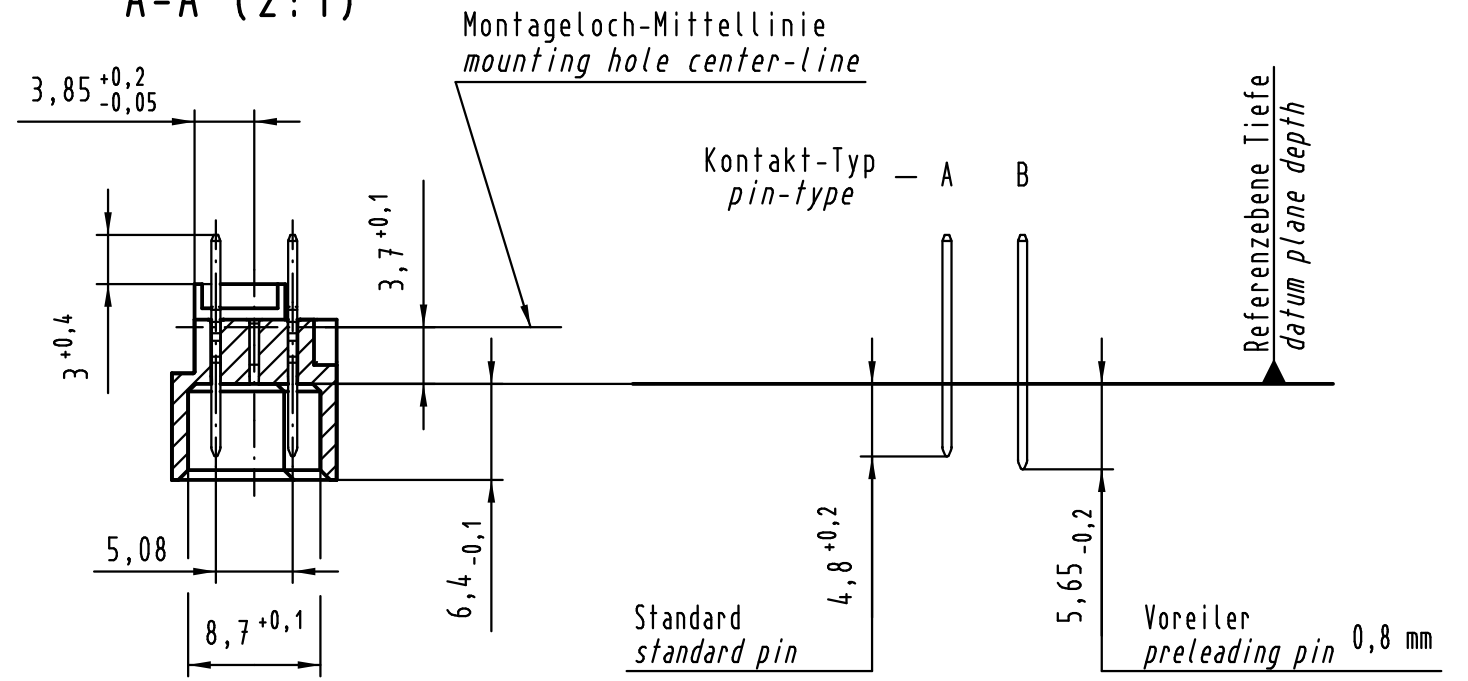 A-A (2:1)
Montageloch-Mittellinie
mounting hole center-line
3,85 +0,2 -0,05
Kontakt-Typ
pin-type
— A B
Referenzebene Tiefe
datum plane depth
3,7 +0,1
3 +0,4
5,08
8,7 +0,1
6,4 -0,1
4,8 +0,2
5,65 -0,2
Standard
standard pin
Voreiler
preleading pin 0,8 mm